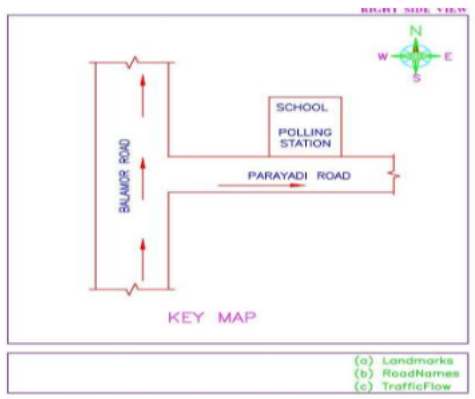 RIGHT SIDE VIEW
N
W E
S
SCHOOL
POLLING
STATION
BALAMOR ROAD
PARAYADI ROAD
KEY MAP
(a) Landmarks
(b) RoadNames
(c) TrafficFlow